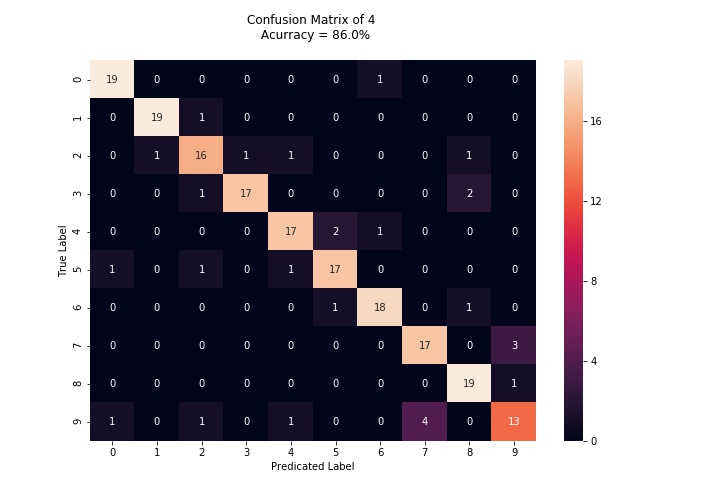 Confusion Matrix of 4
Acurracy = 86.0%
0 19 0 0 0 0 0 1 0 0 0
1 0 19 1 0 0 0 0 0 0 0
2 0 1 16 1 1 0 0 0 1 0
3 0 0 1 17 0 0 0 0 2 0
4 0 0 0 0 17 2 1 0 0 0
5 1 0 1 0 1 17 0 0 0 0
6 0 0 0 0 0 1 18 0 1 0
7 0 0 0 0 0 0 0 17 0 3
8 0 0 0 0 0 0 0 0 19 1
9 1 0 1 0 1 0 0 4 0 13
0 1 2 3 4 5 6 7 8 9
True Label
Predicated Label
16
12
8
4
0